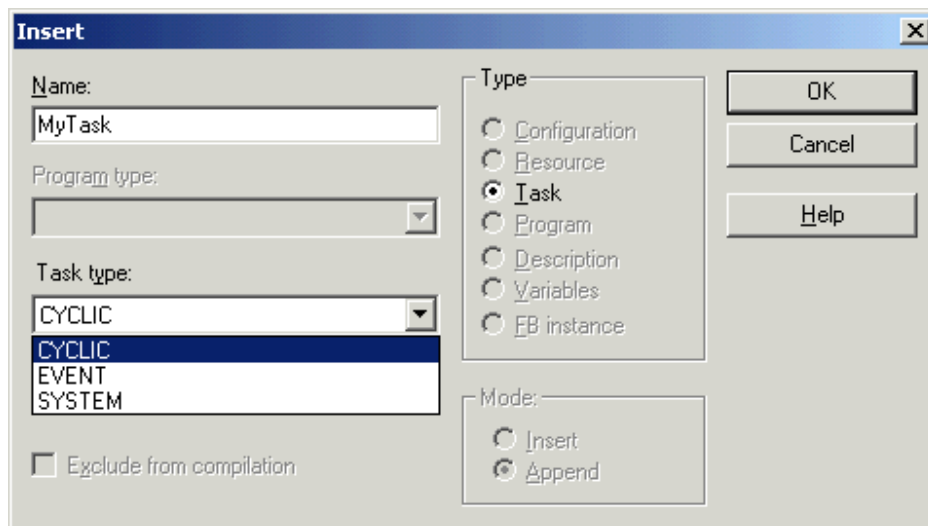 Insert
Name:
MyTask
Program type:
Task type:
CYCLIC
CYCLIC
EVENT
SYSTEM
Exclude from compilation
Type
Configuration
Resource
Task
Program
Description
Variables
FB instance
Mode:
Insert
Append
OK
Cancel
Help